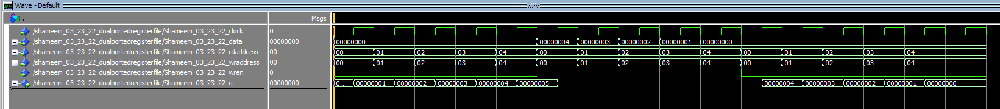 Wave - Default
Msgs
/shameem_03_23_22_dualportedregisterfile/Shameem_03_23_22_clock 0
/shameem_03_23_22_dualportedregisterfile/Shameem_03_23_22_data 00000000 00000000 00000004 00000003 00000002 00000001 00000000
/shameem_03_23_22_dualportedregisterfile/Shameem_03_23_22_rdaddress 00 00 01 02 03 04 00 01 02 03 04 00 01 02 03 04
/shameem_03_23_22_dualportedregisterfile/Shameem_03_23_22_wraddress 00 00 01 02 03 04 00 01 02 03 04 00 01 02 03 04
/shameem_03_23_22_dualportedregisterfile/Shameem_03_23_22_wren 0
/shameem_03_23_22_dualportedregisterfile/Shameem_03_23_22_q 00000000 0... 00000001 00000002 00000003 00000004 00000005 00000004 00000003 00000002 00000001 00000000